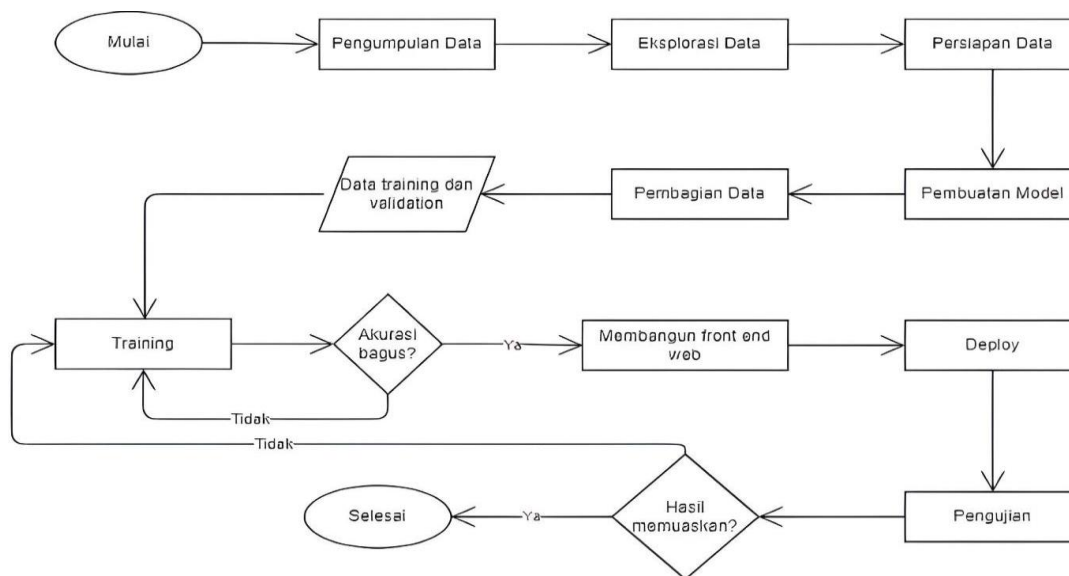 Mulai
Pengumpulan Data
Eksplorasi Data
Persiapan Data
Data training dan
validation
Pembagian Data
Pembuatan Model
Training
Akurasi
bagus?
Ya
Membangun front end
web
Deploy
Tidak
Tidak
Selesai
Ya
Hasil
memuaskan?
Pengujian